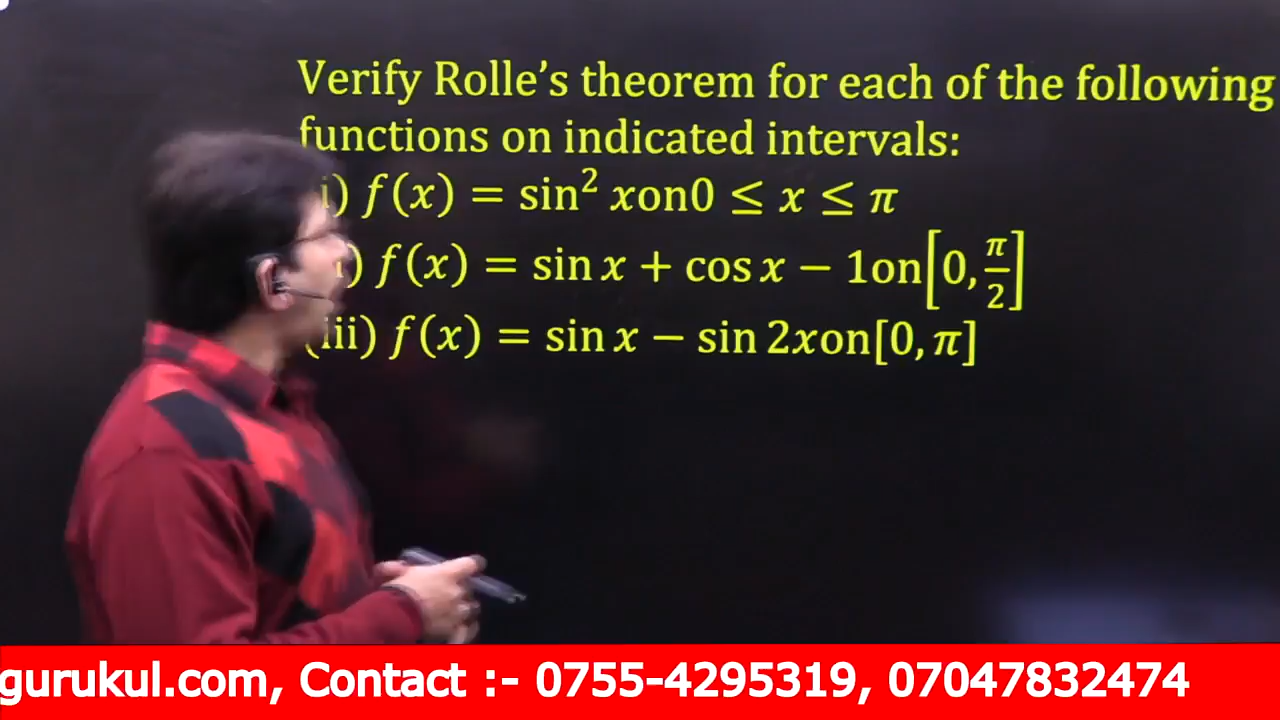 Verify Rolle’s theorem for each of the following
functions on indicated intervals:
i) f(x) = sin² xon0 ≤ x ≤ π
i) f(x) = sin x + cos x − 1on[0, π/2]
(iii) f(x) = sin x − sin 2xon[0, π]
gurukul.com, Contact :- 0755-4295319, 07047832474